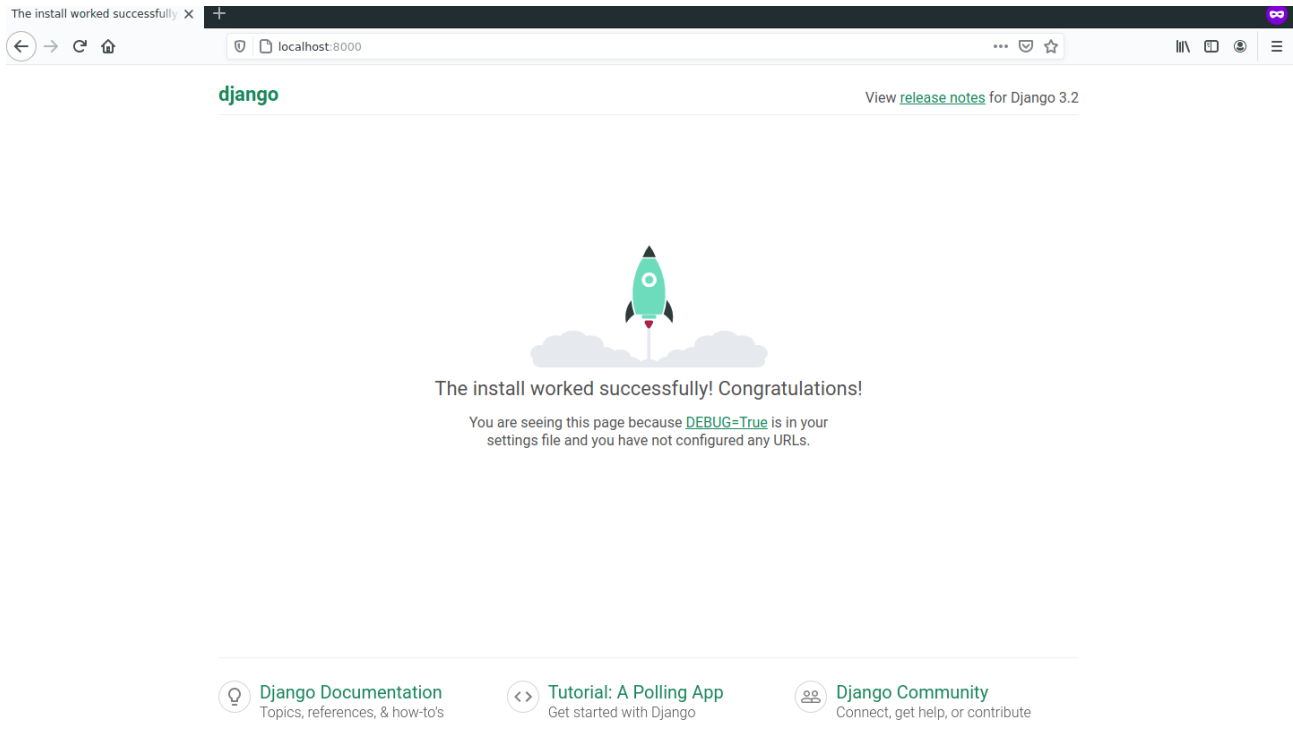 The install worked successfully
localhost:8000
django
View release notes for Django 3.2
The install worked successfully! Congratulations!
You are seeing this page because DEBUG=True is in your
settings file and you have not configured any URLs.
Django Documentation
Topics, references, & how-to's
Tutorial: A Polling App
Get started with Django
Django Community
Connect, get help, or contribute